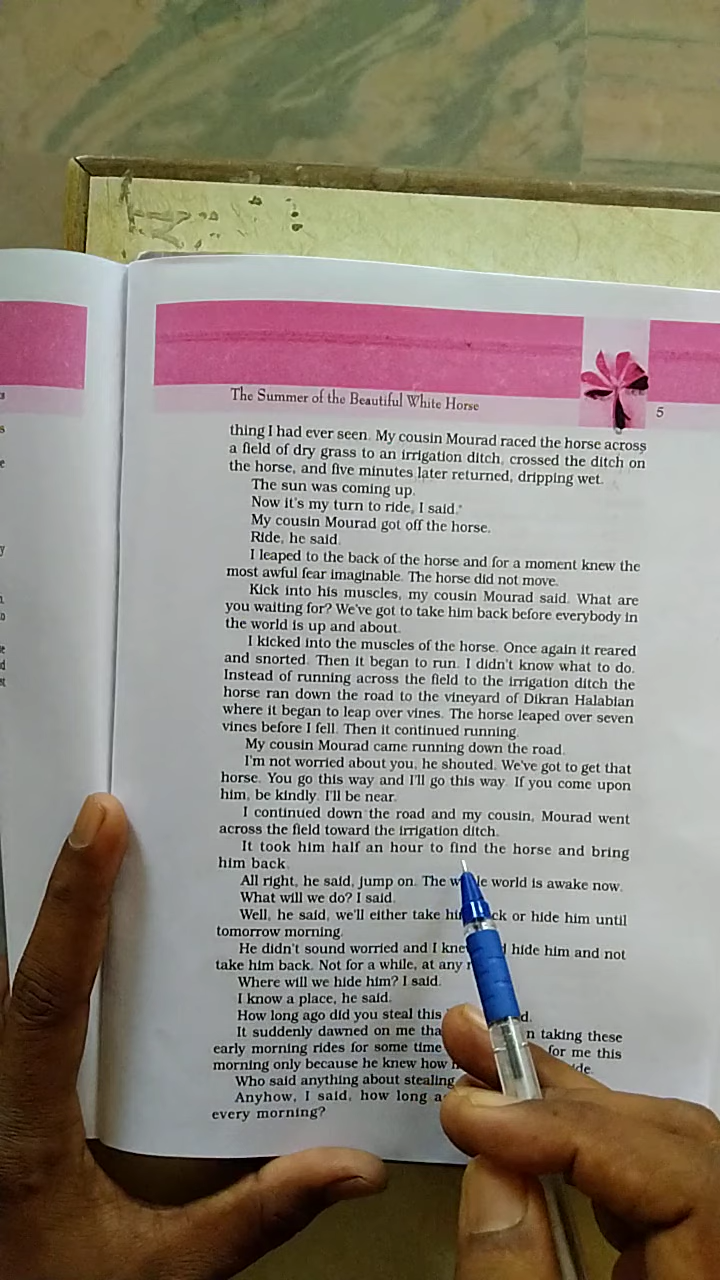 The Summer of the Beautiful White Horse
5
thing I had ever seen. My cousin Mourad raced the horse across
a field of dry grass to an irrigation ditch, crossed the ditch on
the horse, and five minutes later returned, dripping wet.
The sun was coming up.
Now it's my turn to ride, I said.
My cousin Mourad got off the horse.
Ride, he said.
I leaped to the back of the horse and for a moment knew the
most awful fear imaginable. The horse did not move.
Kick into his muscles, my cousin Mourad said. What are
you waiting for? We've got to take him back before everybody in
the world is up and about.
I kicked into the muscles of the horse. Once again it reared
and snorted. Then it began to run. I didn't know what to do.
Instead of running across the field to the irrigation ditch the
horse ran down the road to the vineyard of Dikran Halabian
where it began to leap over vines. The horse leaped over seven
vines before I fell. Then it continued running.
My cousin Mourad came running down the road.
I'm not worried about you, he shouted. We've got to get that
horse. You go this way and I'll go this way. If you come upon
him, be kindly. I'll be near.
I continued down the road and my cousin, Mourad went
across the field toward the irrigation ditch.
It took him half an hour to find the horse and bring
him back.
All right, he said, jump on. The world is awake now.
What will we do? I said.
Well, he said, we'll either take or hide him until
tomorrow morning.
He didn't sound worried and I hide him and not
take him back. Not for a while, at any
Where will we hide him? I said.
I know a place, he said.
How long ago did you steal this
It suddenly dawned on me taking these
early morning rides for some time for me this
morning only because he knew how
Who said anything about stealing
Anyhow, I said, how long
every morning?